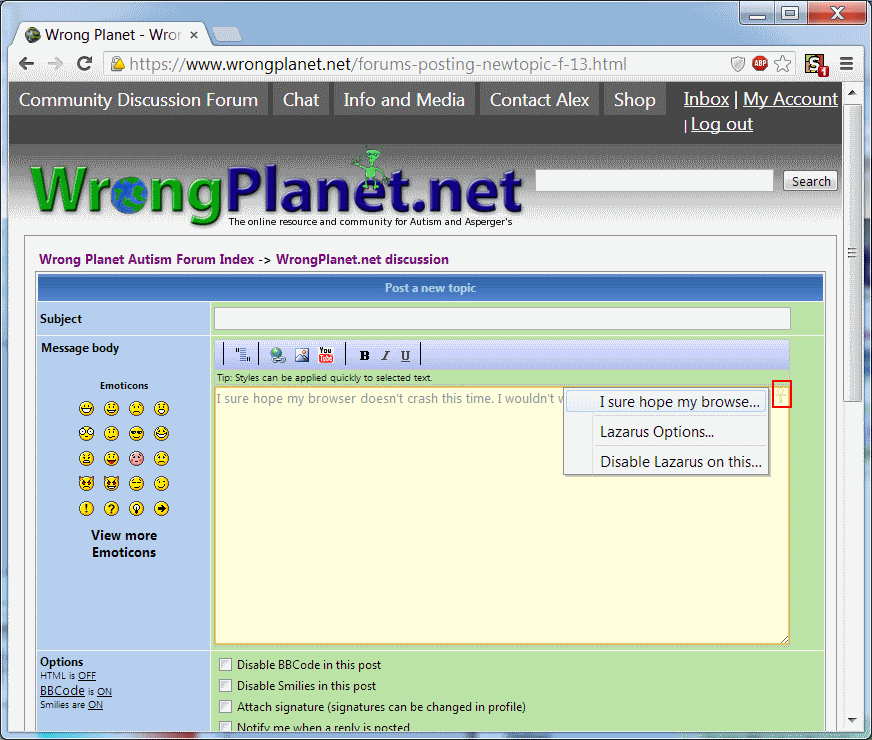 Wrong Planet - Wron
https://www.wrongplanet.net/forums-posting-newtopic-f-13.html
ABP
S 1
Community Discussion Forum Chat Info and Media Contact Alex Shop Inbox | My Account
| Log out
WrongPlanet.net
The online resource and community for Autism and Asperger's
Search
Wrong Planet Autism Forum Index -> WrongPlanet.net discussion
Post a new topic
Subject
Message body
You Tube B I U
Tip: Styles can be applied quickly to selected text.
Emoticons
I sure hope my browser doesn't crash this time. I wouldn't w
I sure hope my browse...
Lazarus Options...
Disable Lazarus on this...
View more
Emoticons
Options
HTML is OFF
BBCode is ON
Smilies are ON
Disable BBCode in this post
Disable Smilies in this post
Attach signature (signatures can be changed in profile)
Notify me when a reply is posted